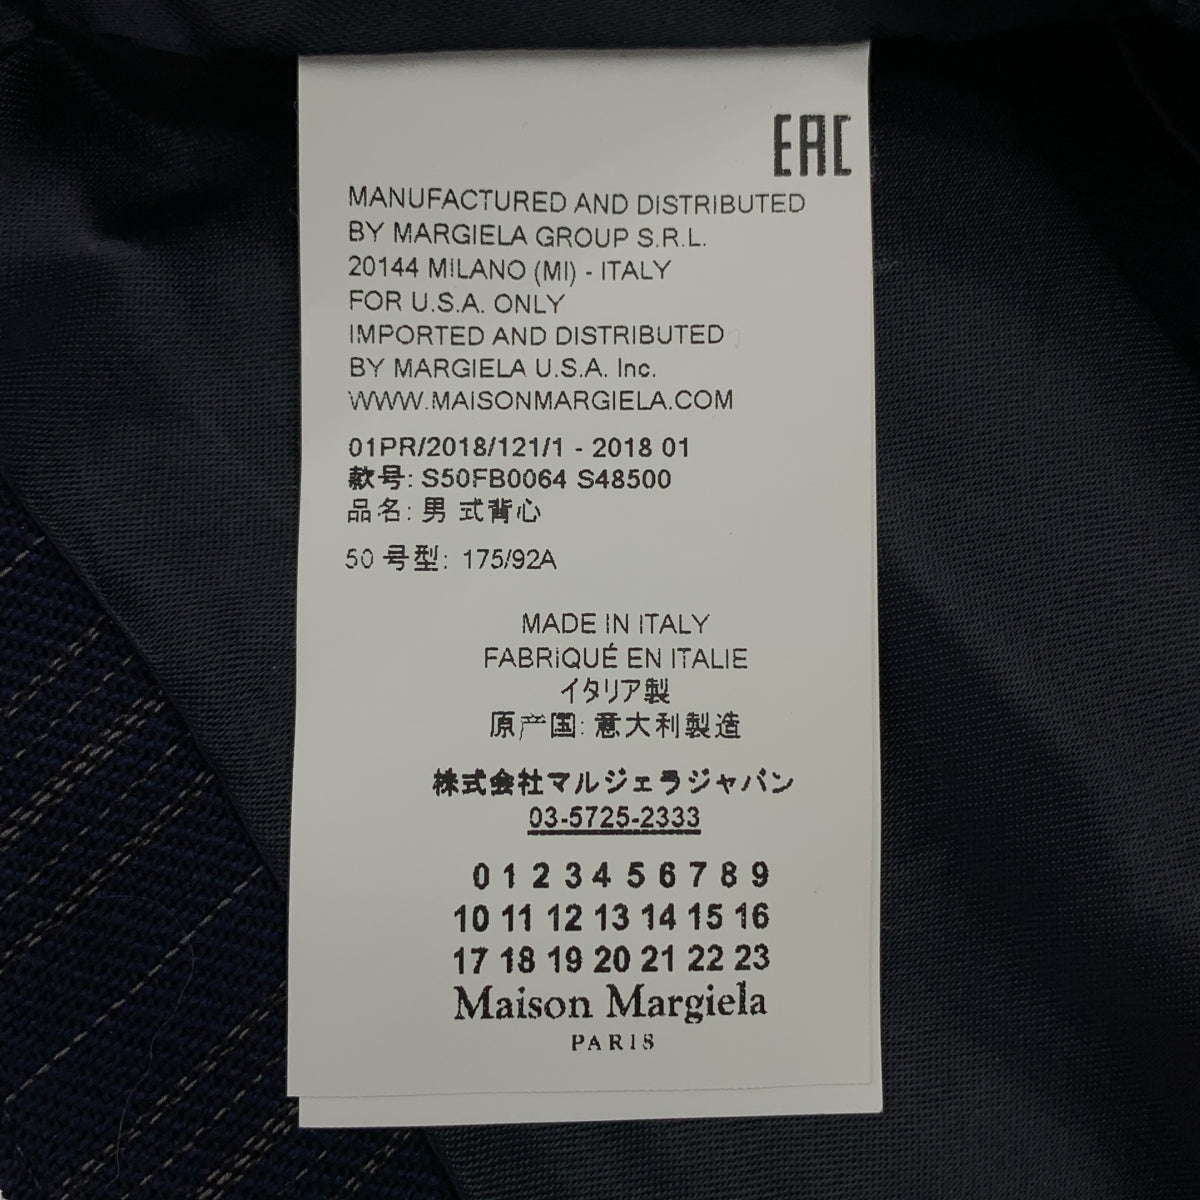 EAC
MANUFACTURED AND DISTRIBUTED
BY MARGIELA GROUP S.R.L.
20144 MILANO (MI) - ITALY
FOR U.S.A. ONLY
IMPORTED AND DISTRIBUTED
BY MARGIELA U.S.A. Inc.
WWW.MAISONMARGIELA.COM
01PR/2018/121/1 - 2018 01
款号: S50FB0064 S48500
品名: 男 式背心
50 号型: 175/92A
MADE IN ITALY
FABRIQUÉ EN ITALIE
イタリア製
原产国: 意大利製造
株式会社マルジェラジャパン
03-5725-2333
0 1 2 3 4 5 6 7 8 9
10 11 12 13 14 15 16
17 18 19 20 21 22 23
Maison Margiela
PARIS